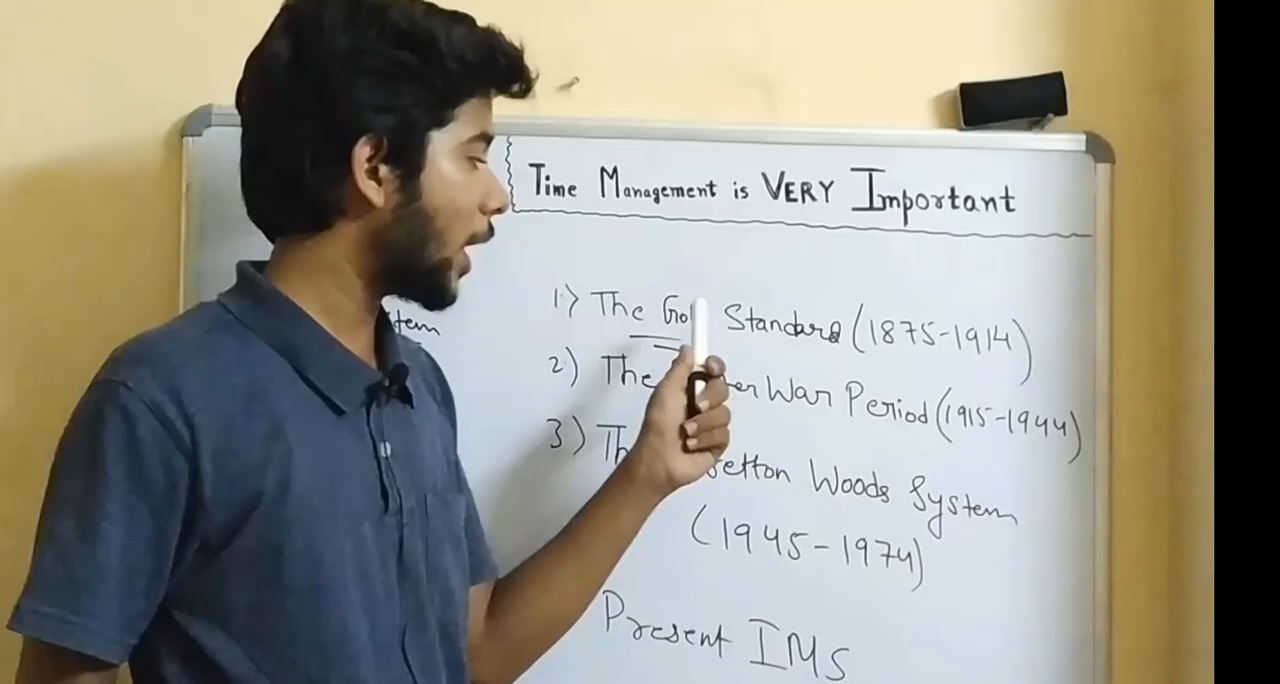 Time Management is VERY Important
1.) The Standard (1875-1914)
2) The War Period (1915-1944)
3) Woods System
(1945-1974)
Present IMS